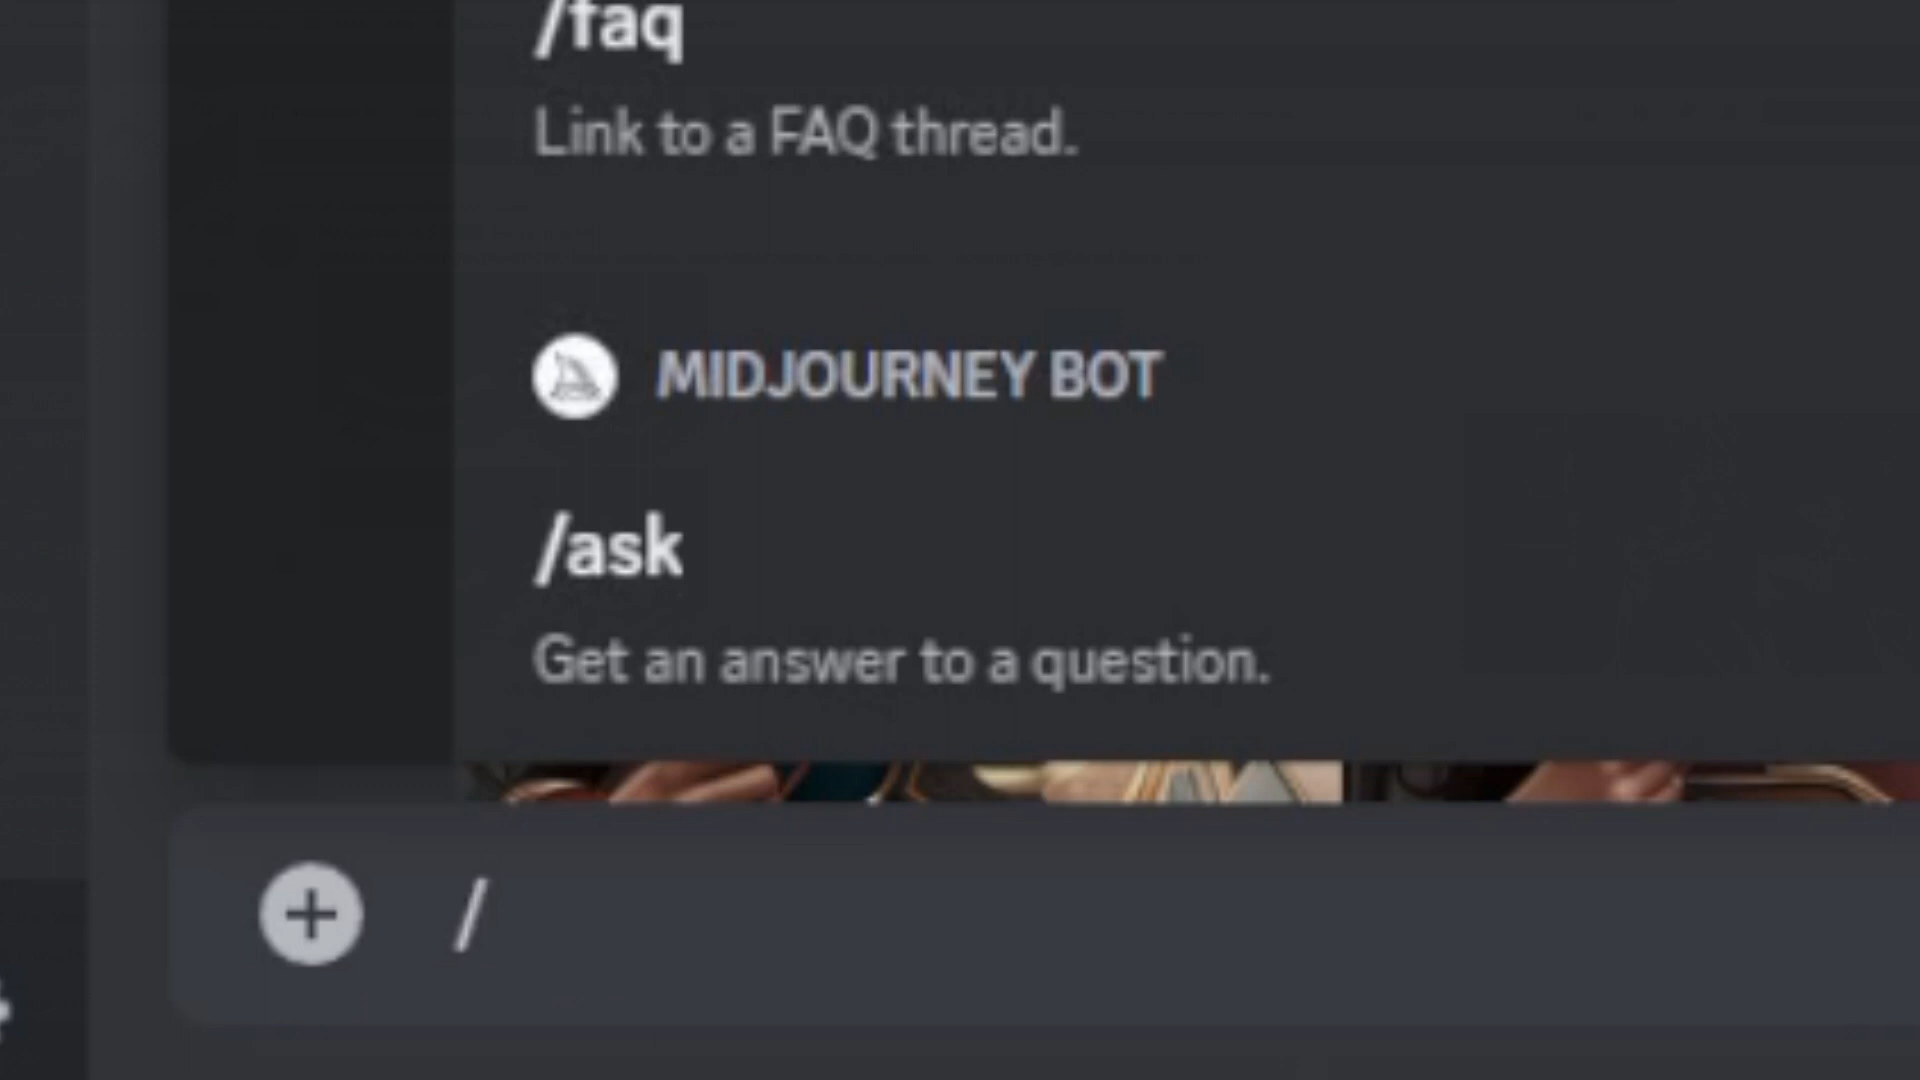 /faq
Link to a FAQ thread.
MIDJOURNEY BOT
/ask
Get an answer to a question.
/